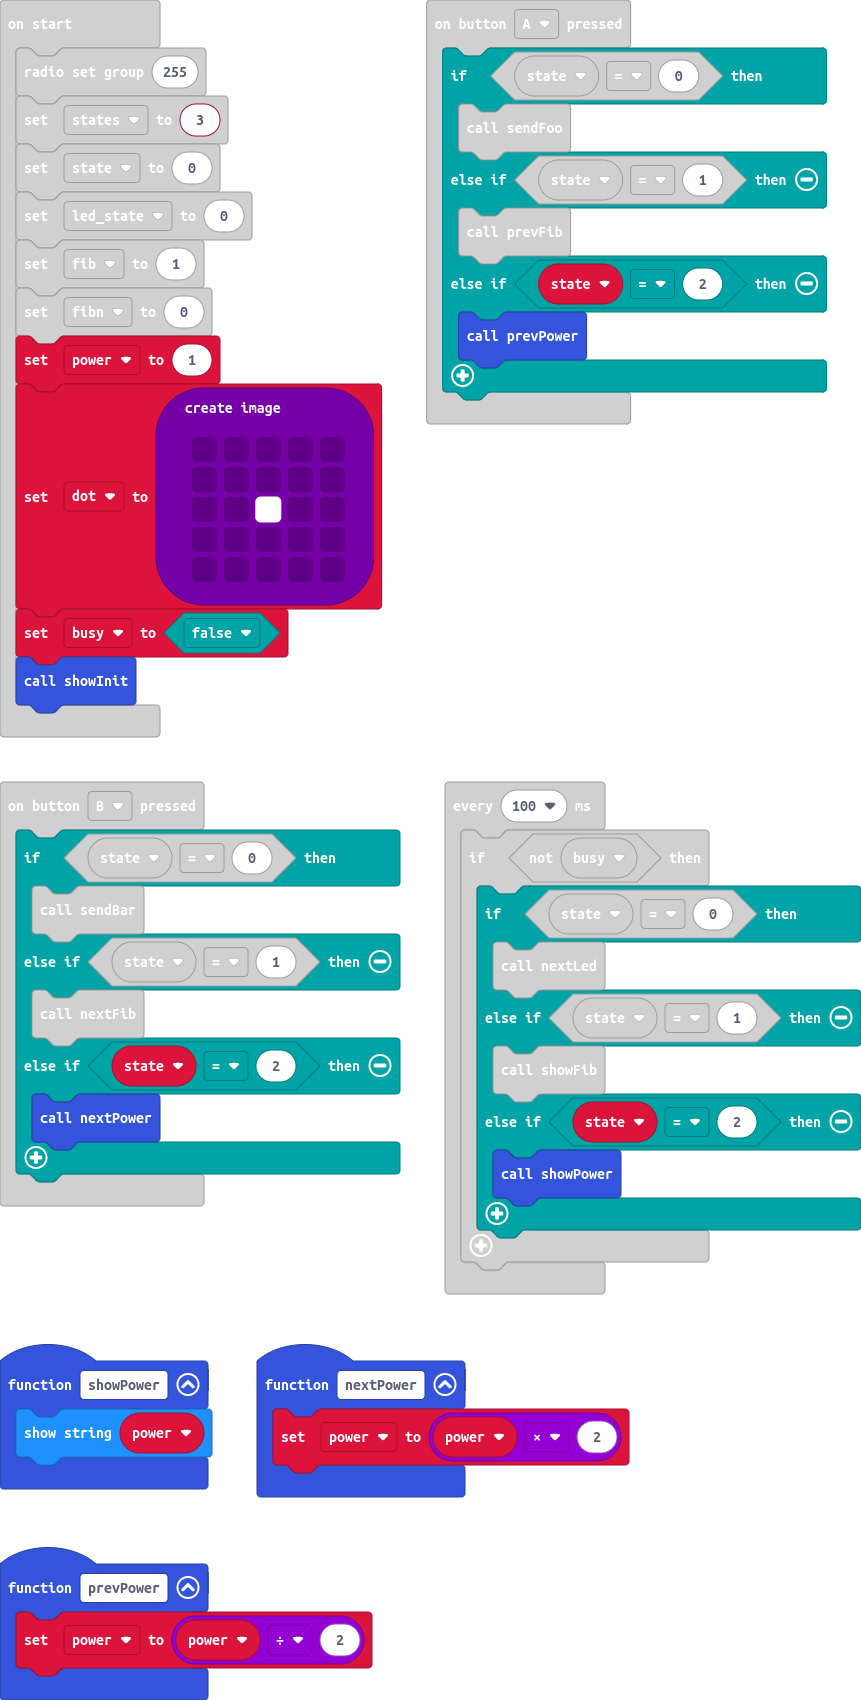 on start
radio set group 255
set states to 3
set state to 0
set led_state to 0
set fib to 1
set fibn to 0
set power to 1
create image
set dot to
set busy to false
call showInit
on button A pressed
if state = 0 then
call sendFoo
else if state = 1 then
call prevFib
else if state = 2 then
call prevPower
on button B pressed
if state = 0 then
call sendBar
else if state = 1 then
call nextFib
else if state = 2 then
call nextPower
every 100 ms
if not busy then
if state = 0 then
call nextLed
else if state = 1 then
call showFib
else if state = 2 then
call showPower
function showPower
show string power
function nextPower
set power to power × 2
function prevPower
set power to power ÷ 2